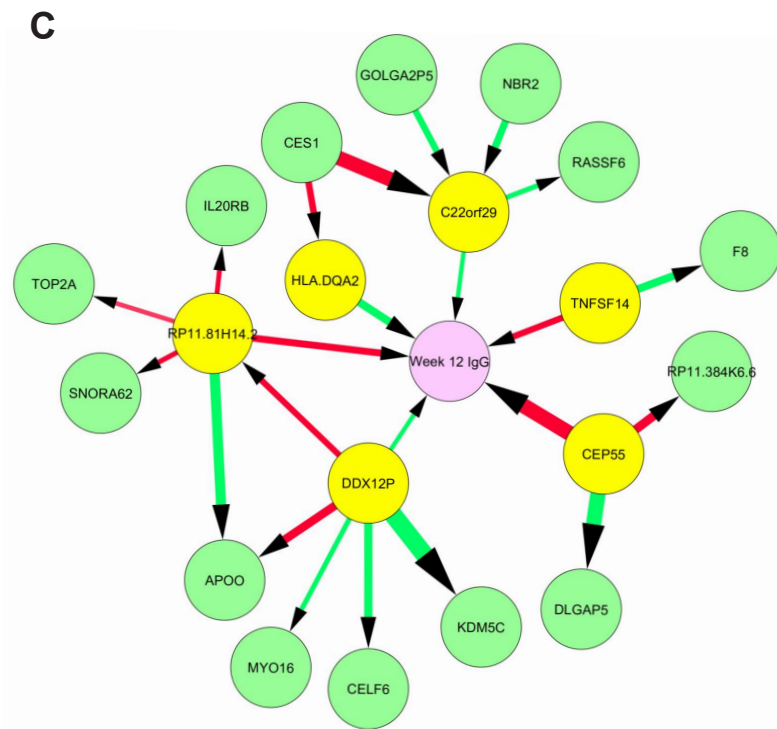 C
GOLGA2P5
NBR2
CES1
RASSF6
IL20RB
C22orf29
F8
TOP2A
HLA.DQA2
TNFSF14
RP11.81H14.2
Week 12 IgG
RP11.384K6.6
SNORA62
CEP55
DDX12P
APOO
DLGAP5
KDM5C
MYO16
CELF6